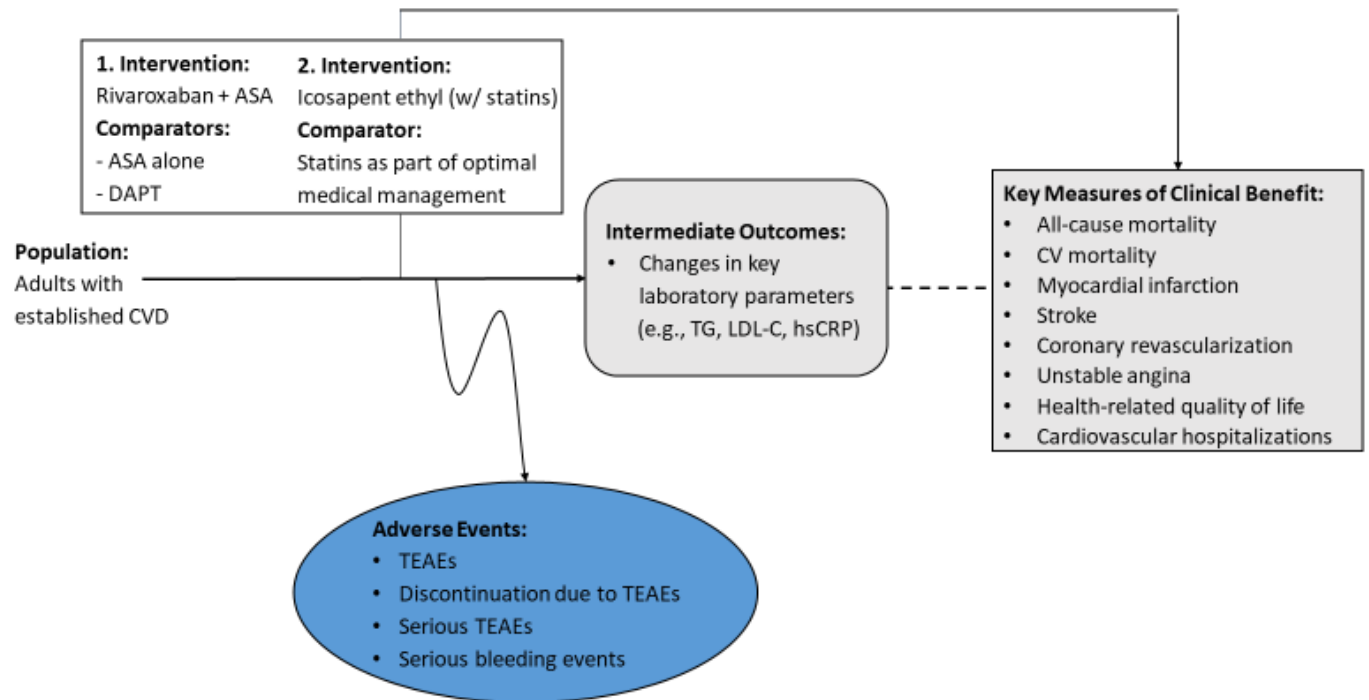 1. Intervention:
Rivaroxaban + ASA
Comparators:
- ASA alone
- DAPT
2. Intervention:
Icosapent ethyl (w/ statins)
Comparator:
Statins as part of optimal
medical management
Population:
Adults with
established CVD
Intermediate Outcomes:
• Changes in key
laboratory parameters
(e.g., TG, LDL-C, hsCRP)
Key Measures of Clinical Benefit:
• All-cause mortality
• CV mortality
• Myocardial infarction
• Stroke
• Coronary revascularization
• Unstable angina
• Health-related quality of life
• Cardiovascular hospitalizations
Adverse Events:
• TEAEs
• Discontinuation due to TEAEs
• Serious TEAEs
• Serious bleeding events